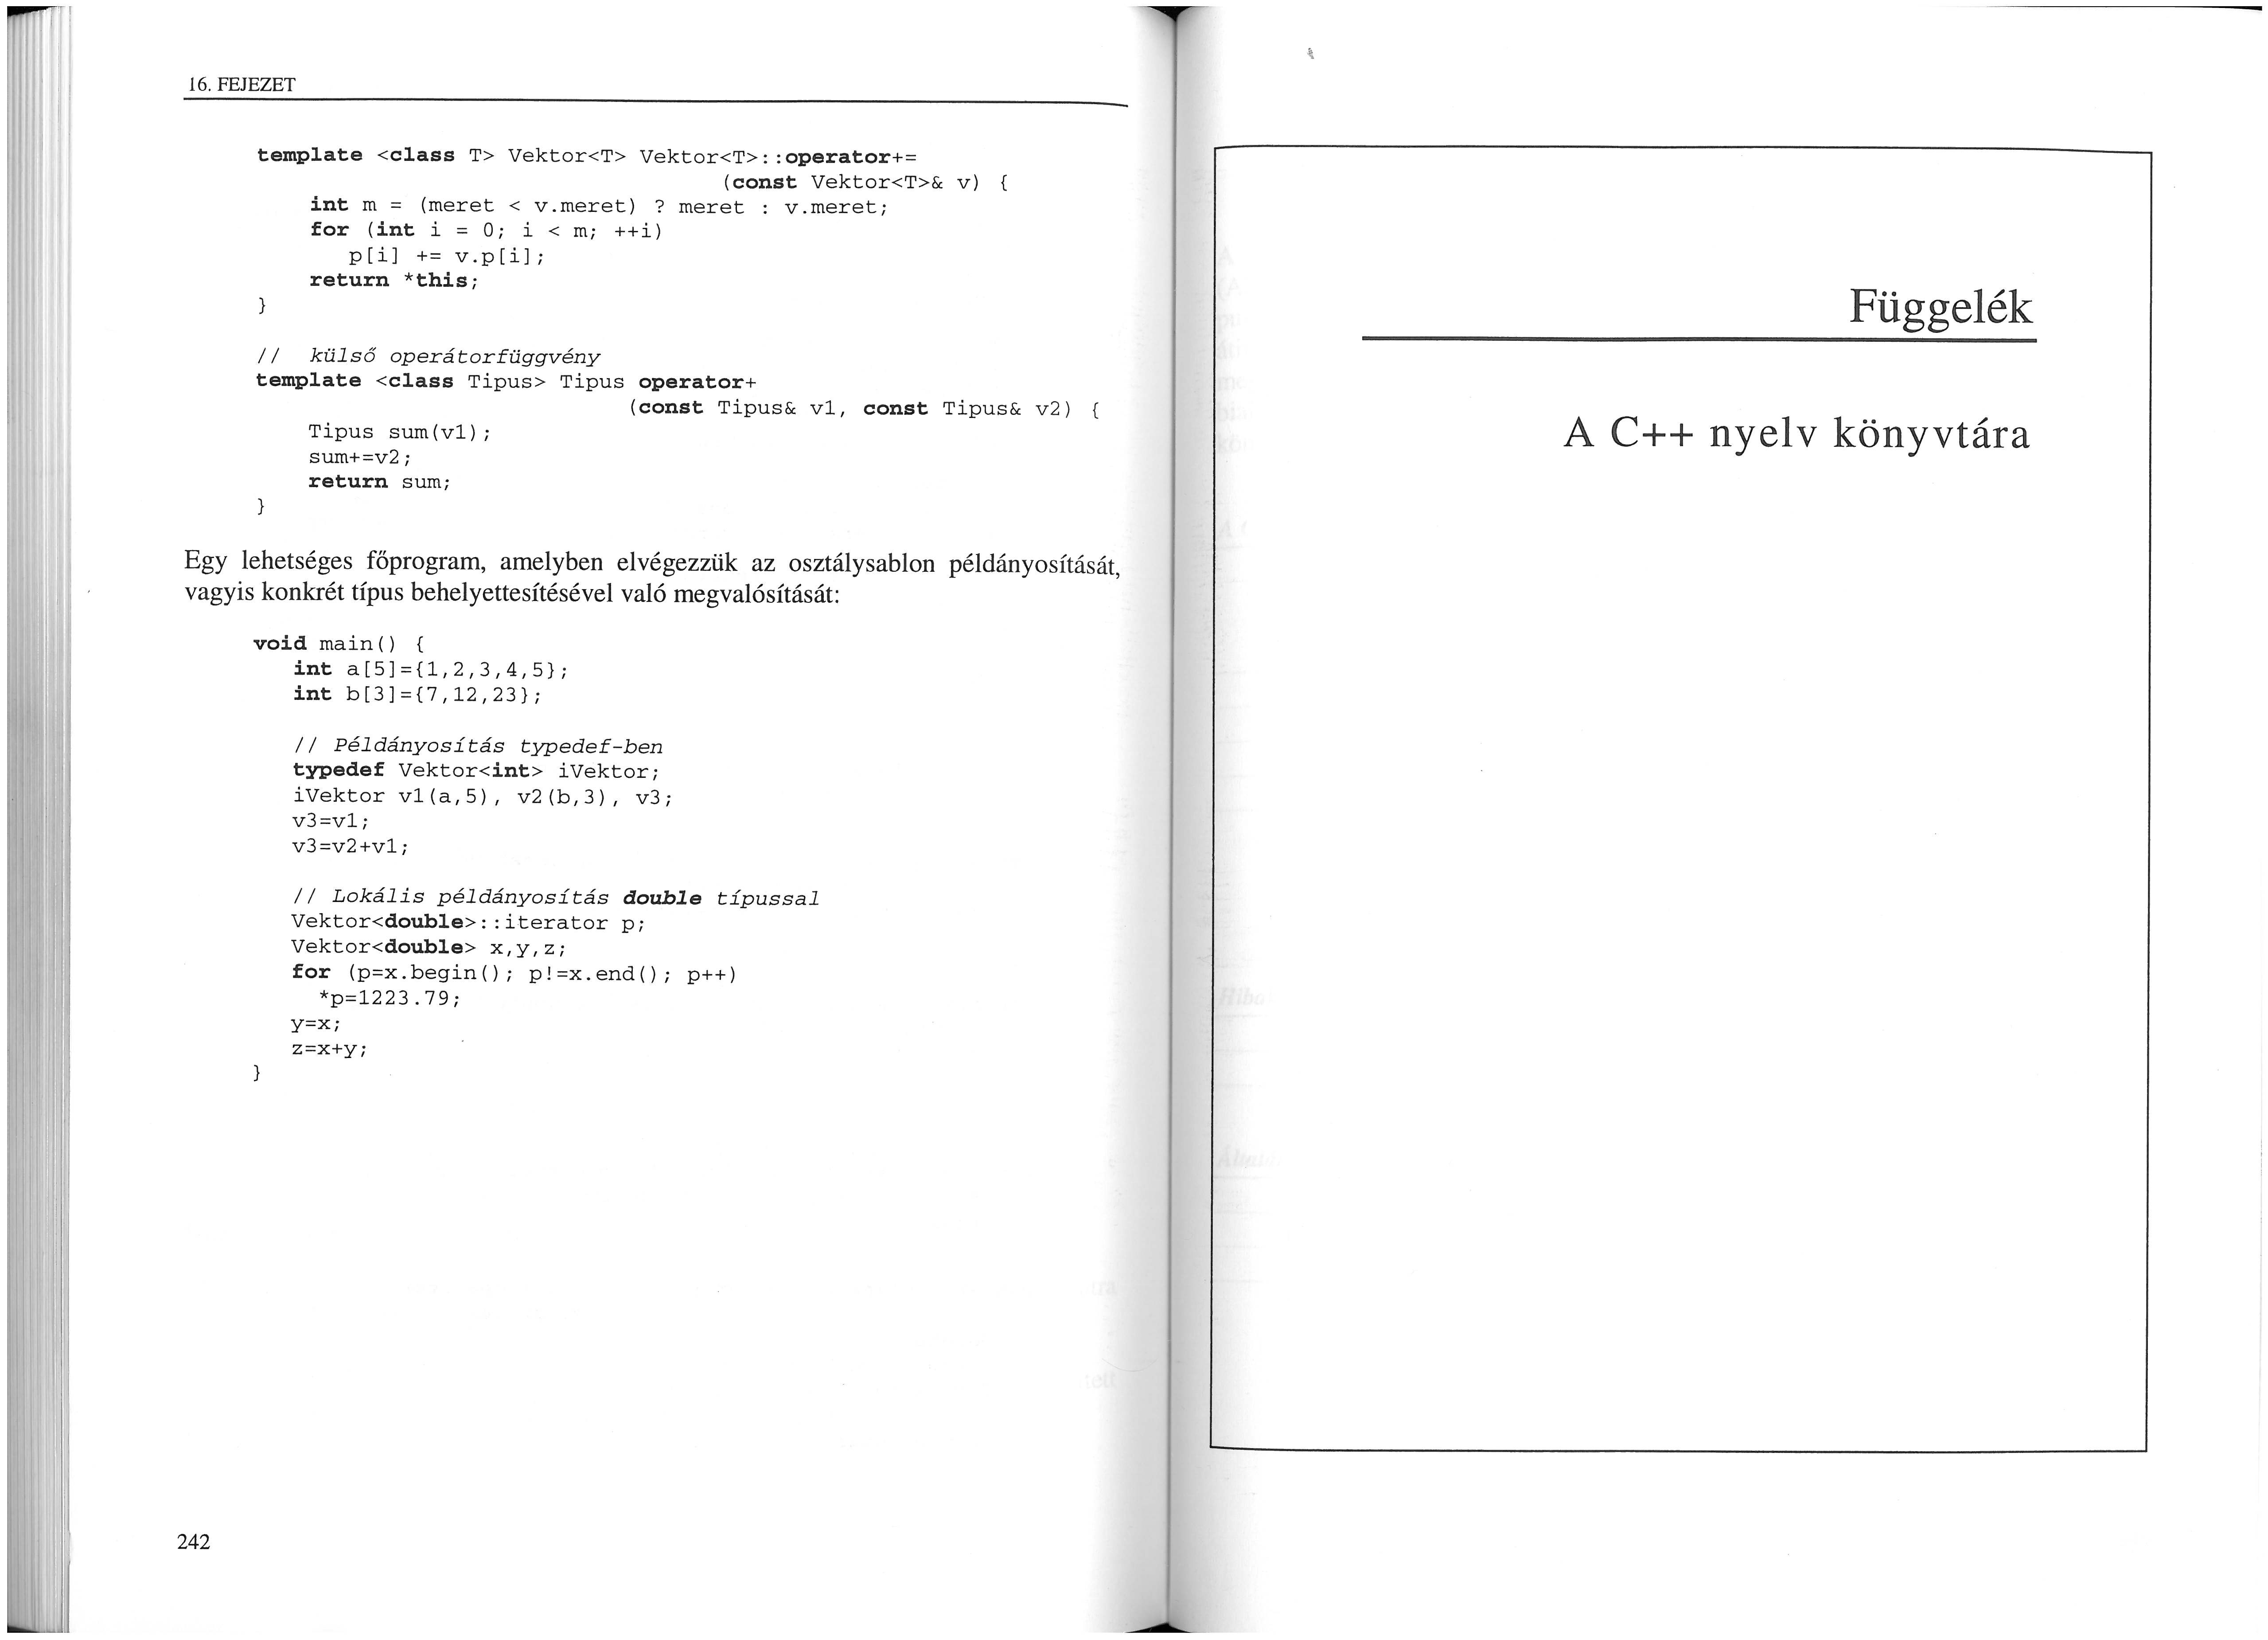 16. FEJEZET
template <class T> Vektor<T> Vektor<T>::operator+=
(const Vektor<T>& v) {
int m = (meret < v.meret) ? meret : v.meret;
for (int i = 0; i < m; ++i)
p[i] += v.p[i];
return *this;
}
// külső operátorfüggvény
template <class Tipus> Tipus operator+
(const Tipus& v1, const Tipus& v2) {
Tipus sum(v1);
sum+=v2;
return sum;
}
Egy lehetséges főprogram, amelyben elvégezzük az osztálysablon példányosítását,
vagyis konkrét típus behelyettesítésével való megvalósítását:
void main() {
int a[5]={1,2,3,4,5};
int b[3]={7,12,23};
// Példányosítás typedef-ben
typedef Vektor<int> iVektor;
iVektor v1(a,5), v2(b,3), v3;
v3=v1;
v3=v2+v1;
// Lokális példányosítás double típussal
Vektor<double>::iterator p;
Vektor<double> x,y,z;
for (p=x.begin(); p!=x.end(); p++)
*p=1223.79;
y=x;
z=x+y;
}
242
Függelék
A C++ nyelv könyvtára